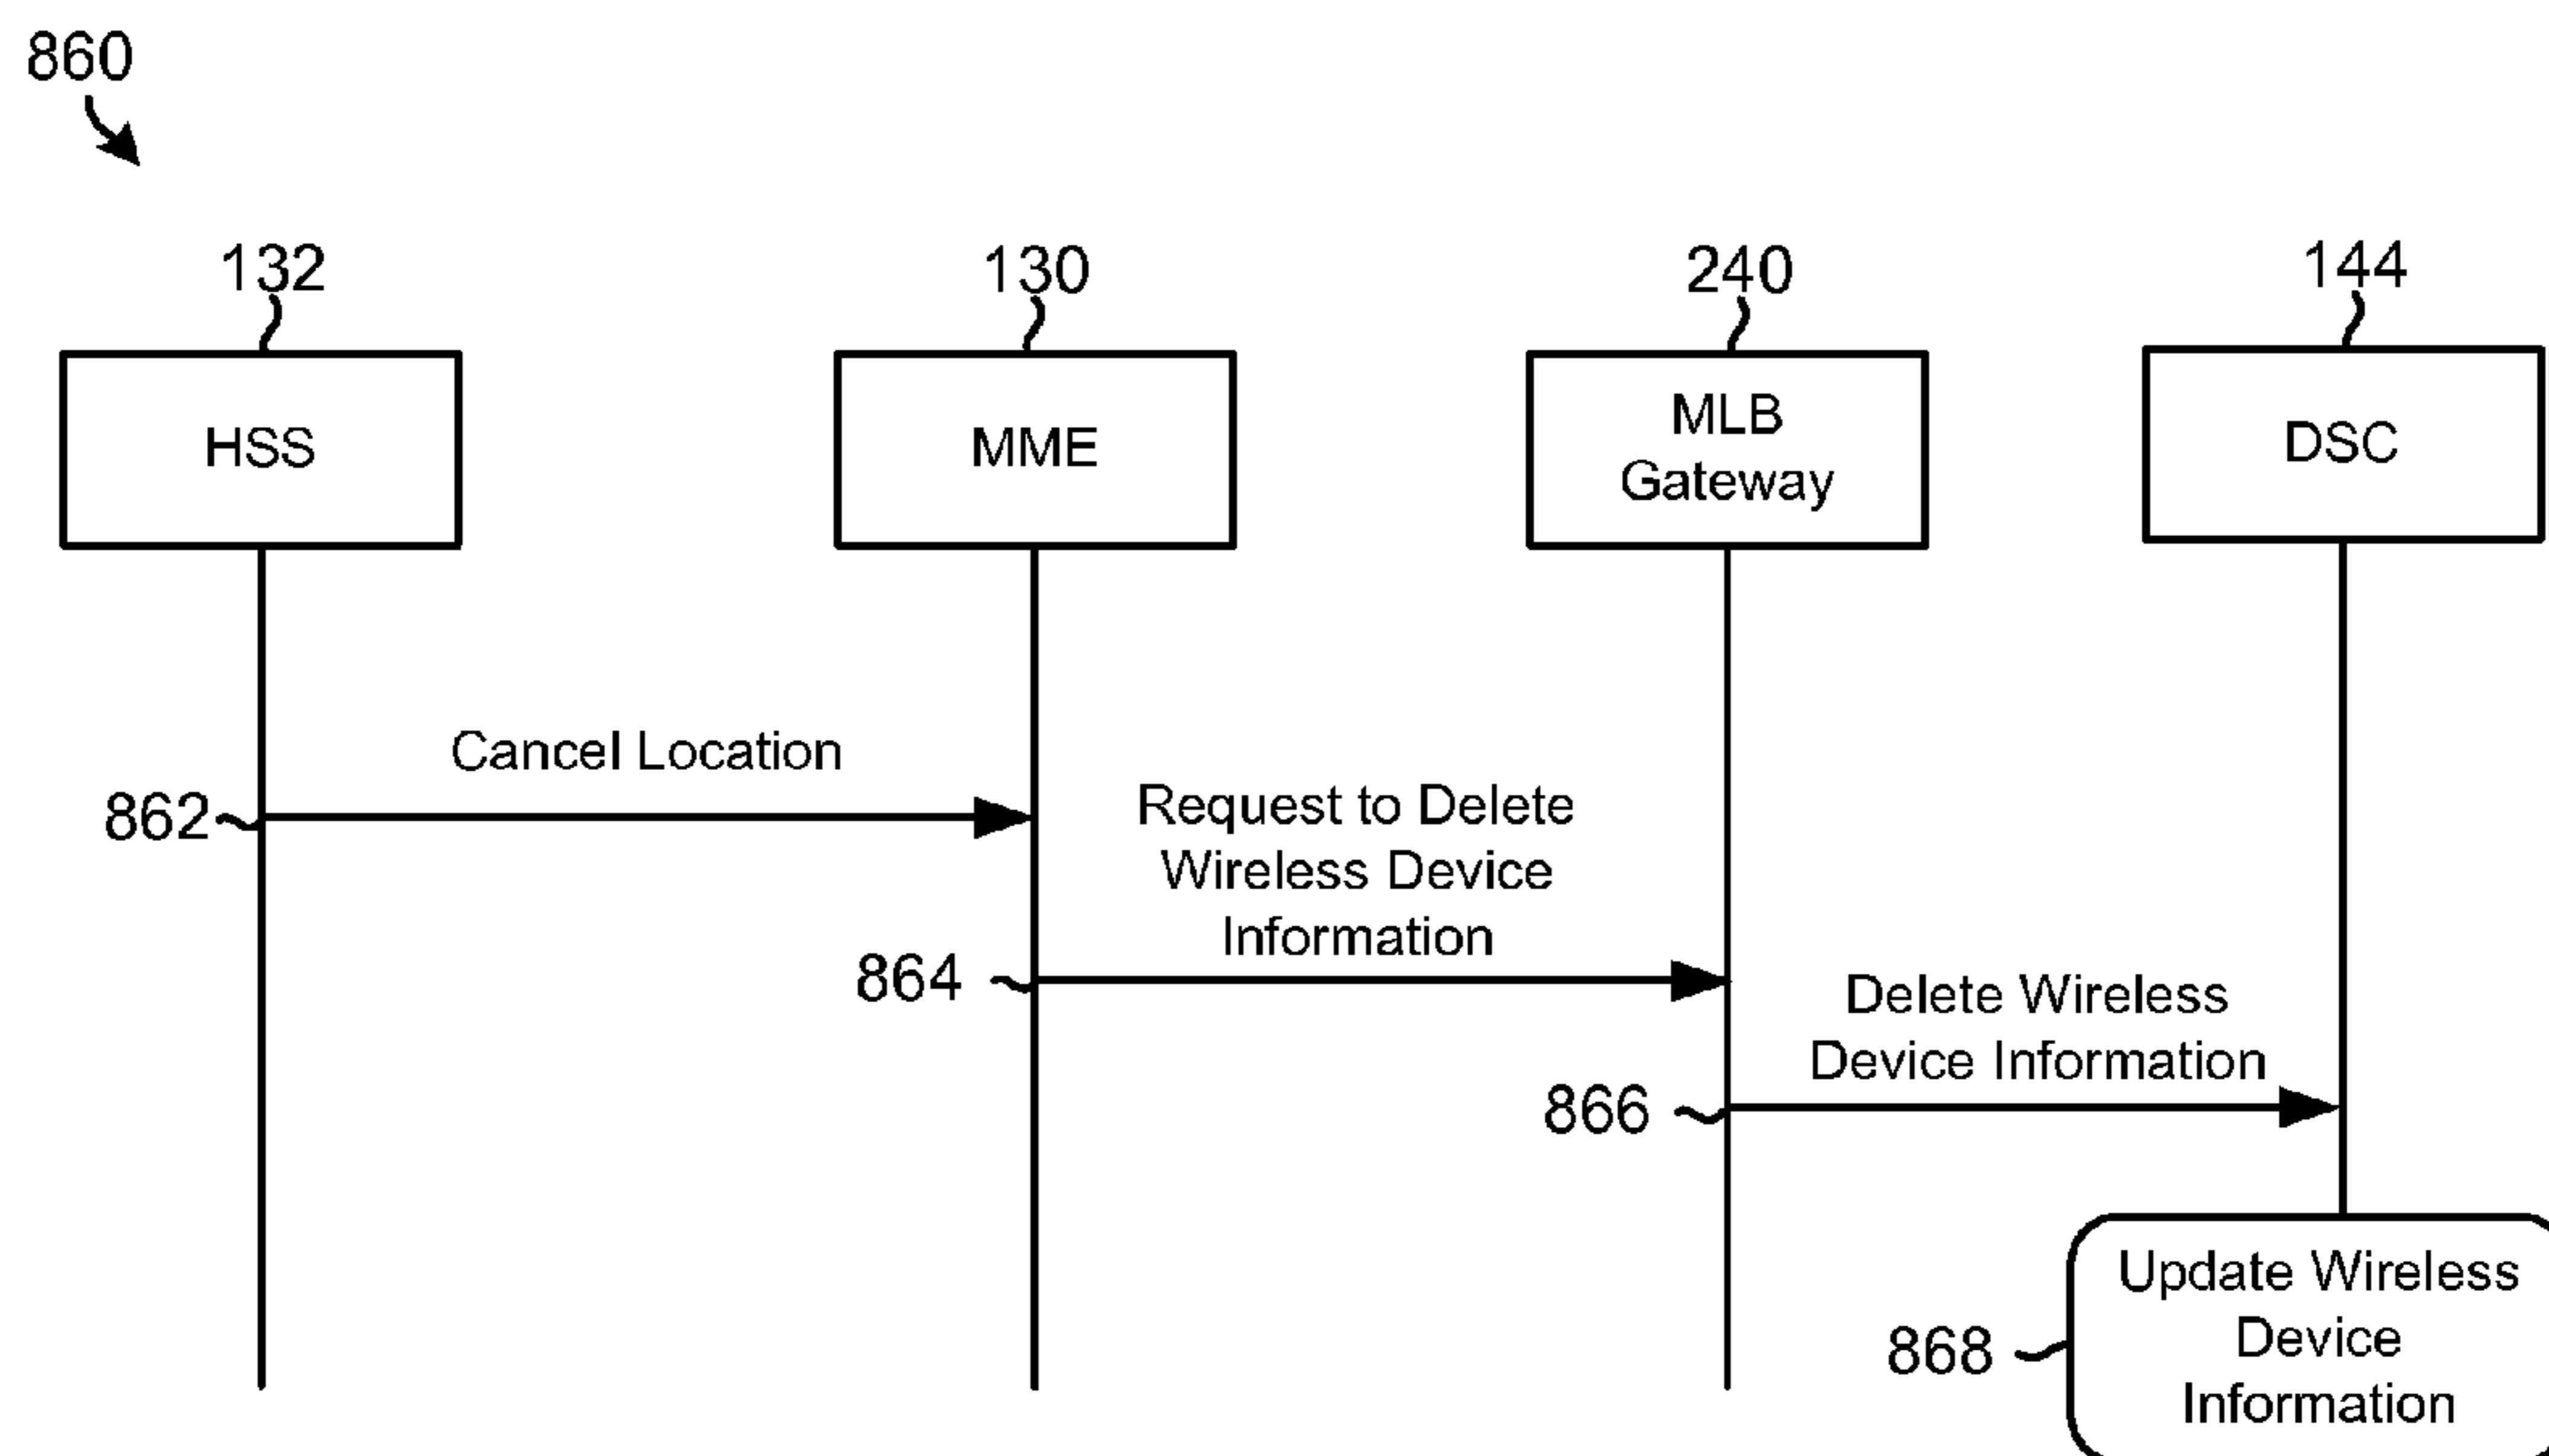 860
132
130
240
144
HSS
MME
MLB
Gateway
DSC
Cancel Location
862
Request to Delete
Wireless Device
Information
864
Delete Wireless
Device Information
866
Update Wireless
Device
Information
868